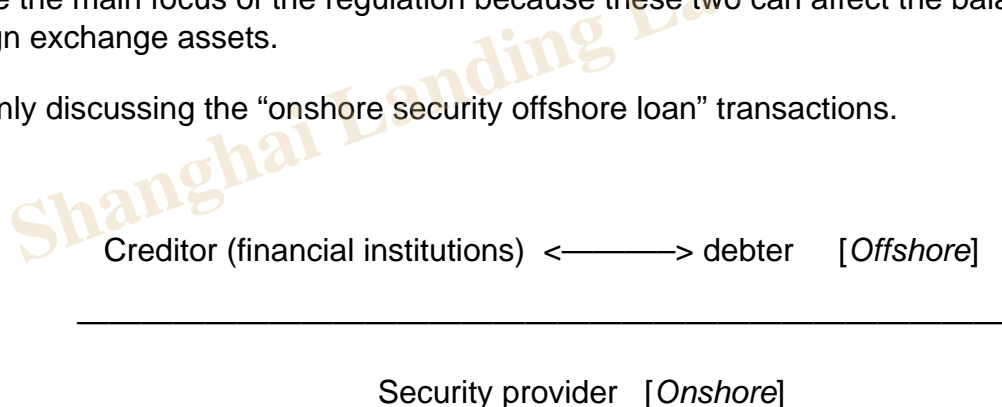 e the main focus of the regulation because these two can affect the bala
gn exchange assets.
nly discussing the “onshore security offshore loan” transactions.
Shanghai Landing La
Creditor (financial institutions) <————> debter [Offshore]
Security provider [Onshore]